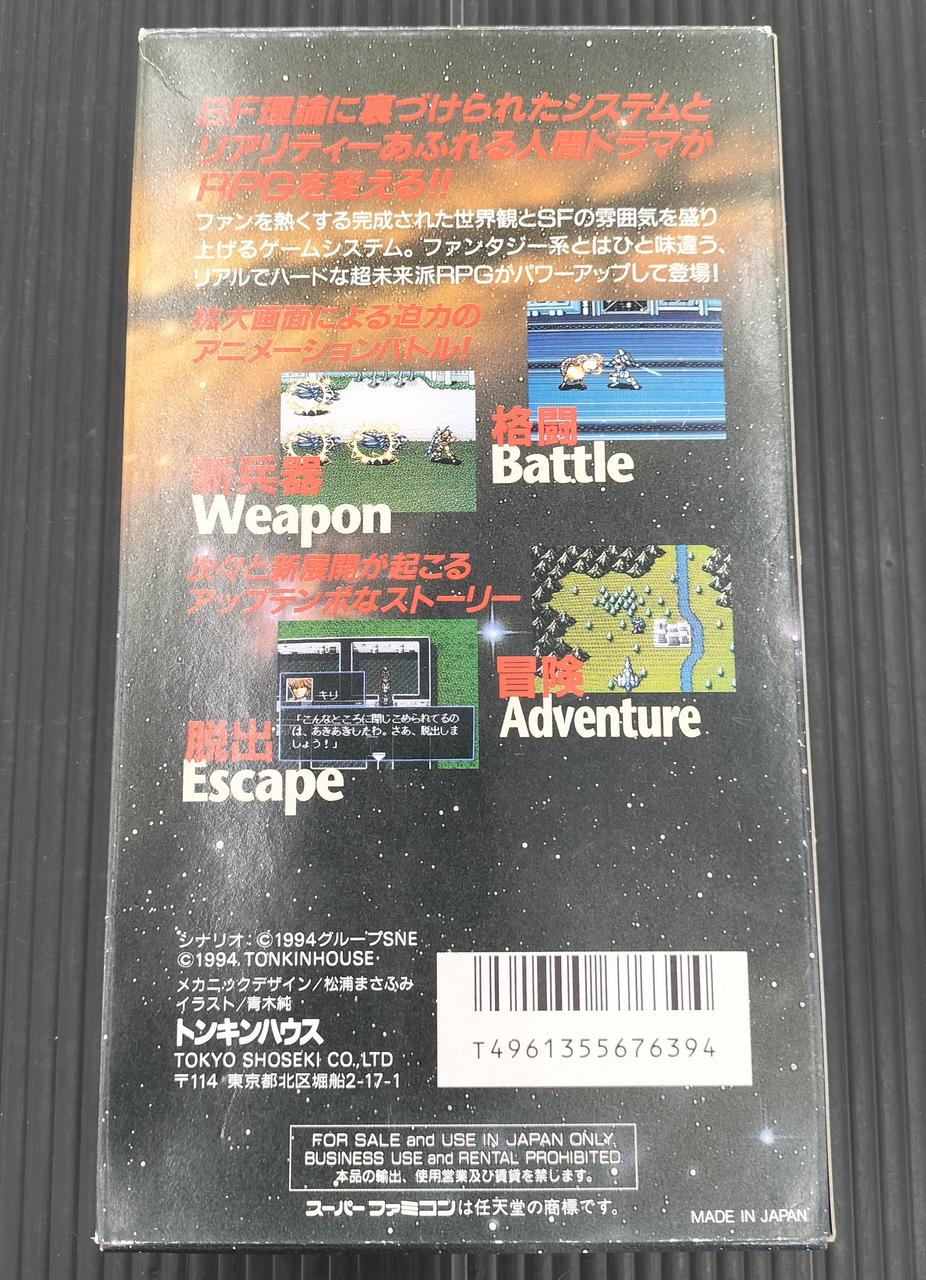 SF理論に裏づけられたシステムと
リアリティーあふれる人間ドラマが
RPGを変える!!
ファンを熱くする完成された世界観とSFの雰囲気を盛り
上げるゲームシステム。ファンタジー系とはひと味違う、
リアルでハードな超未来派RPGがパワーアップして登場!
拡大画面による迫力の
アニメーションバトル!
格闘
Battle
新兵器
Weapon
次々と新展開が起こる
アップテンポなストーリー
冒険
Adventure
キリ
「こんなところに閉じこめられてるの
は、あきあきしたわ。さあ、脱出しま
しょう!」
脱出
Escape
シナリオ:©1994グループSNE
©1994 TONKINHOUSE
メカニックデザイン/松浦まさふみ
イラスト/青木純
トンキンハウス
TOKYO SHOSEKI CO.,LTD
〒114 東京都北区堀船2-17-1
T4961355676394
FOR SALE and USE IN JAPAN ONLY.
BUSINESS USE and RENTAL PROHIBITED.
本品の輸出、使用営業及び賃貸を禁じます。
スーパーファミコンは任天堂の商標です。
MADE IN JAPAN